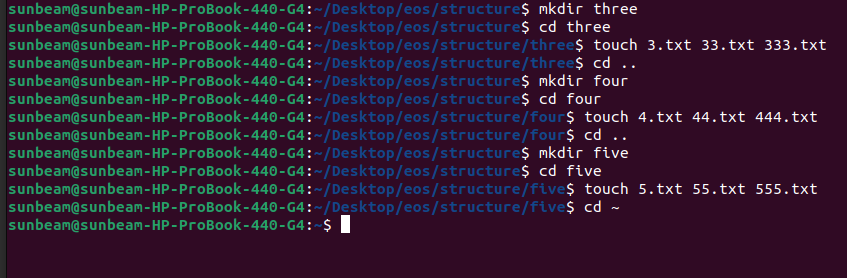 sunbeam@sunbeam-HP-ProBook-440-G4:~/Desktop/eos/structure$ mkdir three
sunbeam@sunbeam-HP-ProBook-440-G4:~/Desktop/eos/structure$ cd three
sunbeam@sunbeam-HP-ProBook-440-G4:~/Desktop/eos/structure/three$ touch 3.txt 33.txt 333.txt
sunbeam@sunbeam-HP-ProBook-440-G4:~/Desktop/eos/structure/three$ cd ..
sunbeam@sunbeam-HP-ProBook-440-G4:~/Desktop/eos/structure$ mkdir four
sunbeam@sunbeam-HP-ProBook-440-G4:~/Desktop/eos/structure$ cd four
sunbeam@sunbeam-HP-ProBook-440-G4:~/Desktop/eos/structure/four$ touch 4.txt 44.txt 444.txt
sunbeam@sunbeam-HP-ProBook-440-G4:~/Desktop/eos/structure/four$ cd ..
sunbeam@sunbeam-HP-ProBook-440-G4:~/Desktop/eos/structure$ mkdir five
sunbeam@sunbeam-HP-ProBook-440-G4:~/Desktop/eos/structure$ cd five
sunbeam@sunbeam-HP-ProBook-440-G4:~/Desktop/eos/structure/five$ touch 5.txt 55.txt 555.txt
sunbeam@sunbeam-HP-ProBook-440-G4:~/Desktop/eos/structure/five$ cd ~
sunbeam@sunbeam-HP-ProBook-440-G4:~$